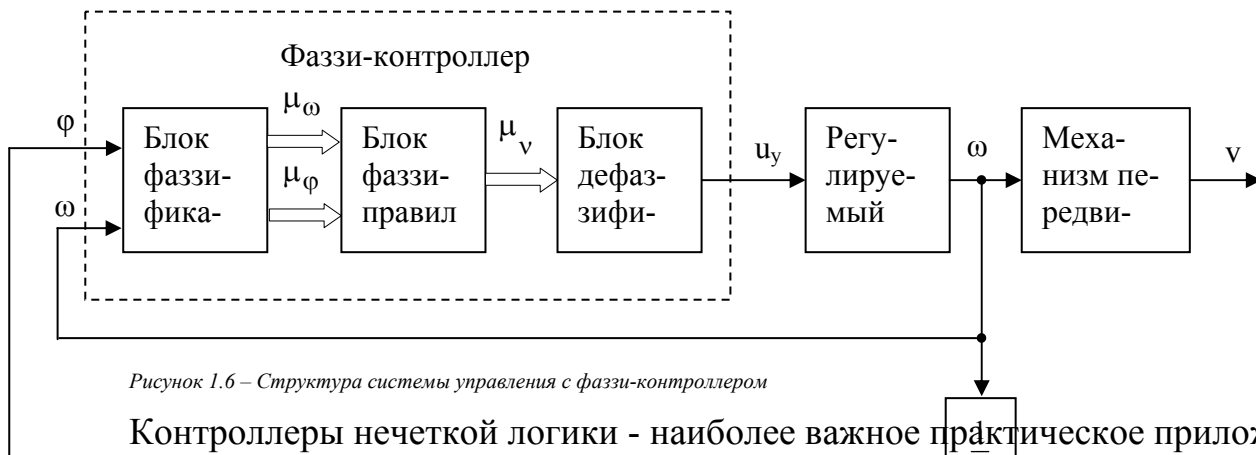 Фаззи-контроллер
φ
ω
Блок
фаззи-
фика-
μω
μφ
Блок
фаззи-
правил
μν
Блок
дефаз-
зифи-
uу
Регу-
лируе-
мый
ω
Меха-
низм пе-
редви-
v
Рисунок 1.6 – Структура системы управления с фаззи-контроллером
Контроллеры нечеткой логики - наиболее важное практическое прилож